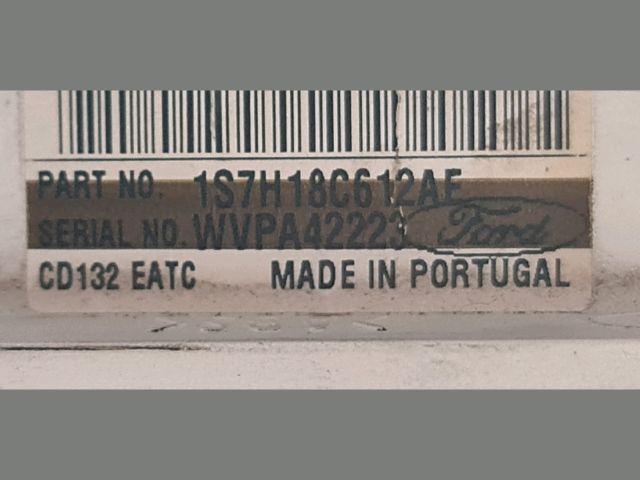 PART NO. 1S7H18C612AE
SERIAL NO. WVPA42223 Ford
CD132 EATC MADE IN PORTUGAL